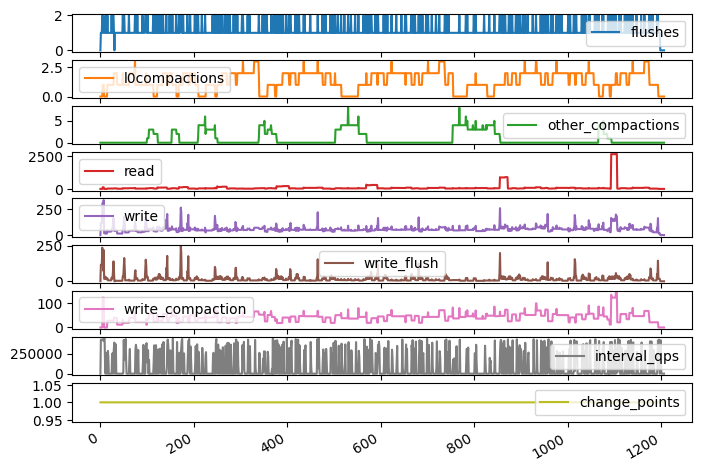 2
0
flushes
2.5
0.0
l0compactions
5
0
other_compactions
2500
0
read
250
0
write
250
0
write_flush
100
0
write_compaction
250000
0
interval_qps
1.05
1.00
0.95
change_points
0
200
400
600
800
1000
1200